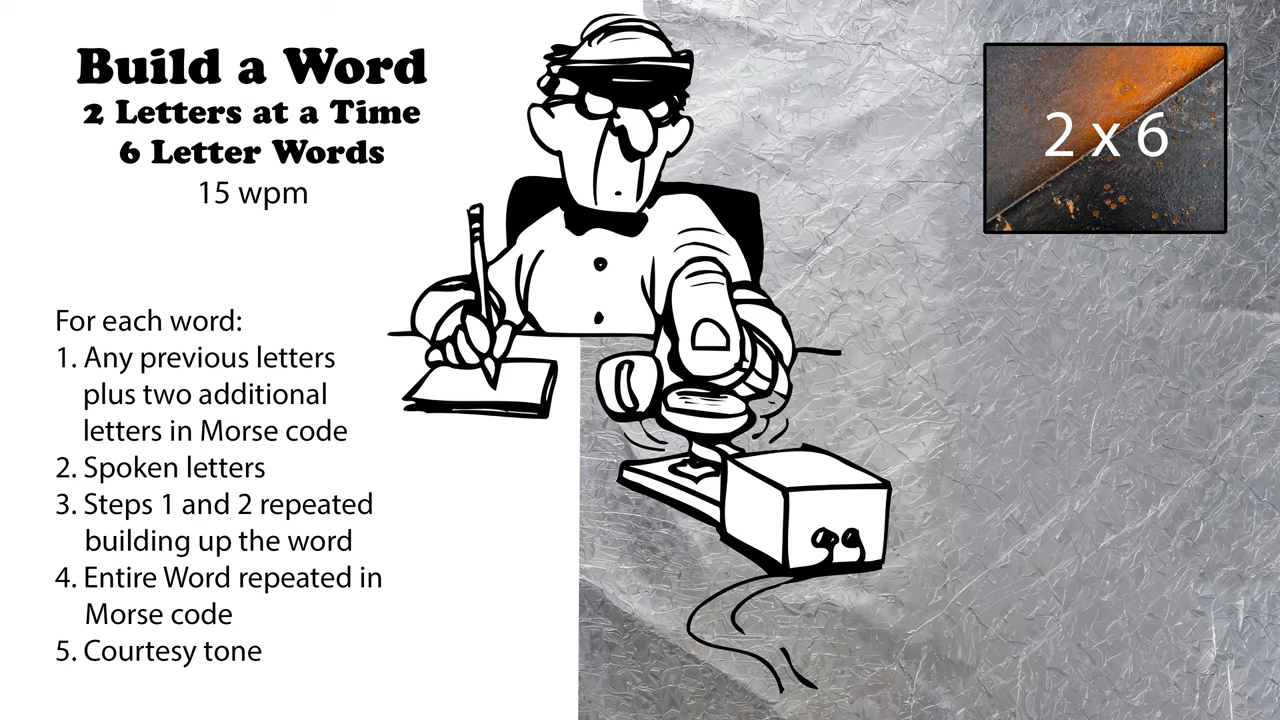 Build a Word
2 Letters at a Time
6 Letter Words
15 wpm
2 x 6
For each word:
1. Any previous letters
plus two additional
letters in Morse code
2. Spoken letters
3. Steps 1 and 2 repeated
building up the word
4. Entire Word repeated in
Morse code
5. Courtesy tone